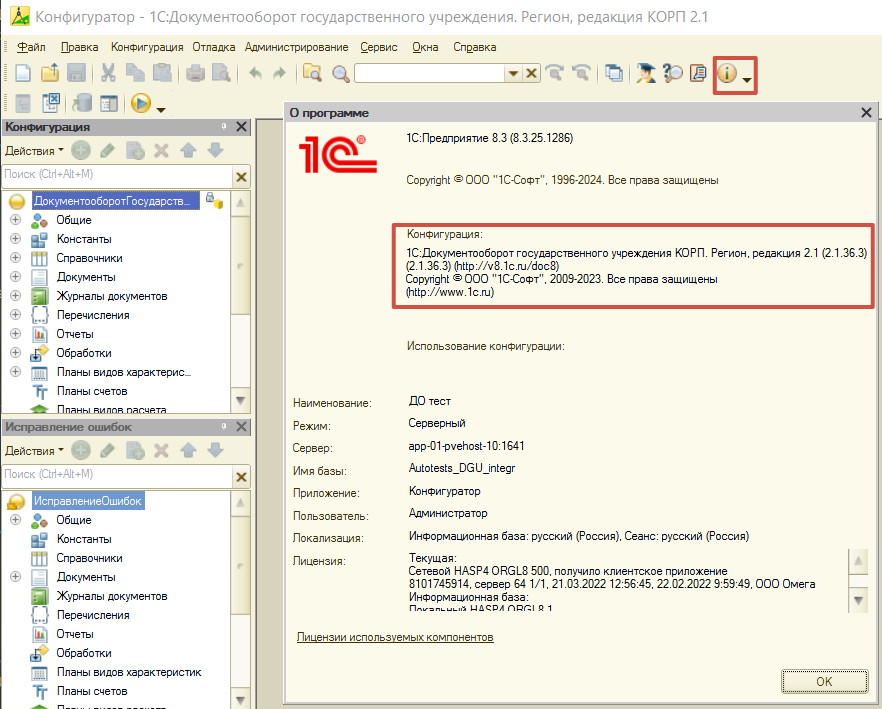 Конфигуратор - 1С:Документооборот государственного учреждения. Регион, редакция КОРП 2.1
Файл Правка Конфигурация Отладка Администрирование Сервис Окна Справка
Конфигурация
Действия
Поиск (Ctrl+Alt+M)
ДокументооборотГосударств...
Общие
Константы
Справочники
Документы
Журналы документов
Перечисления
Отчеты
Обработки
Планы видов характерис...
Планы счетов
Планы видов расчета
Исправление ошибок
Действия
Поиск (Ctrl+Alt+M)
ИсправлениеОшибок
Общие
Константы
Справочники
Документы
Журналы документов
Перечисления
Отчеты
Обработки
Планы видов характеристик
Планы счетов
О программе
1С
1С:Предприятие 8.3 (8.3.25.1286)
Copyright © ООО "1С-Софт", 1996-2024. Все права защищены
Конфигурация:
1С:Документооборот государственного учреждения КОРП. Регион, редакция 2.1 (2.1.36.3)
(2.1.36.3) (http://v8.1c.ru/doc8)
Copyright © ООО "1С-Софт", 2009-2023. Все права защищены
(http://www.1c.ru)
Использование конфигурации:
Наименование: ДО тест
Режим: Серверный
Сервер: app-01-pvehost-10:1641
Имя базы: Autotests_DGU_integr
Приложение: Конфигуратор
Пользователь: Администратор
Локализация: Информационная база: русский (Россия), Сеанс: русский (Россия)
Лицензия: Текущая:
Сетевой HASP4 ORGL8 500, получило клиентское приложение
8101745914, сервер 64 1/1, 21.03.2022 12:56:45, 22.02.2022 9:59:49, ООО Омега
Информационная база:
Локальный HASP4 ORGL8 1
Лицензии используемых компонентов
OK